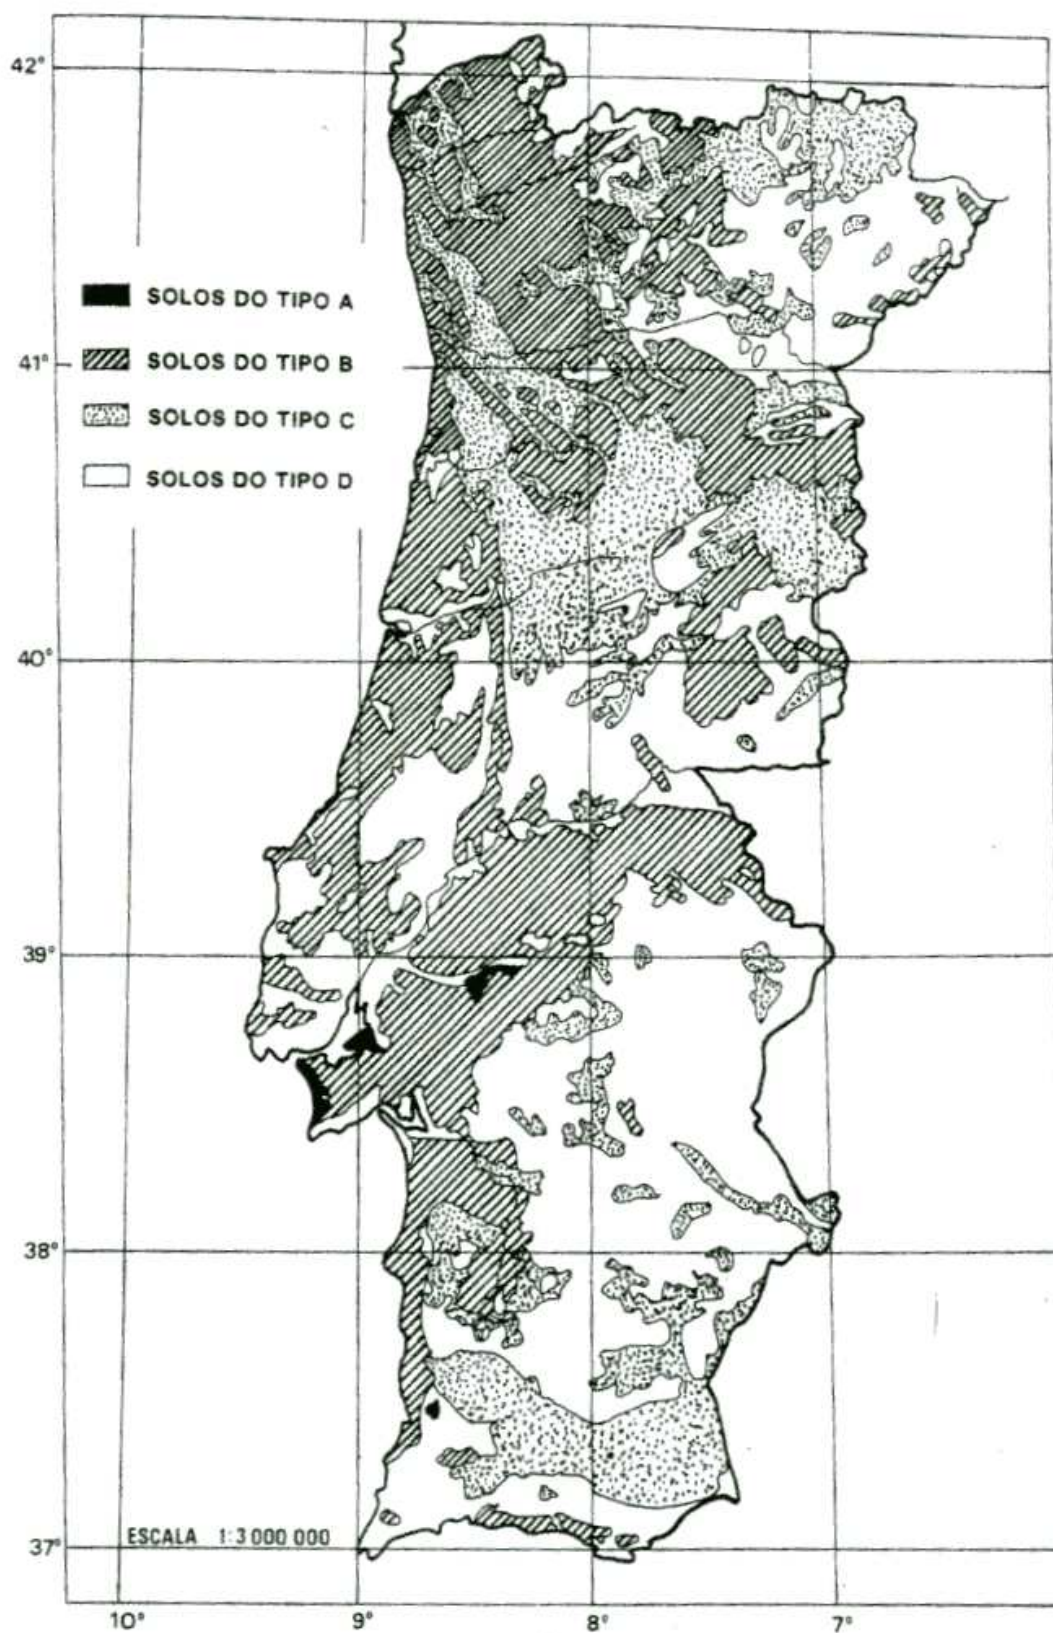 42°
SOLOS DO TIPO A
41°
SOLOS DO TIPO B
SOLOS DO TIPO C
SOLOS DO TIPO D
40°
39°
38°
ESCALA 1:3 000 000
37°
10°
9°
8°
7°